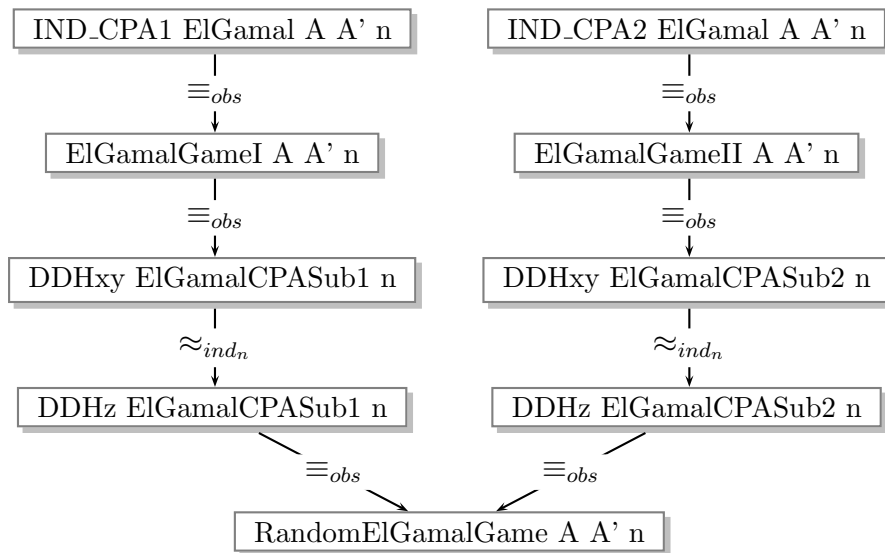 IND_CPA1 ElGamal A A' n
IND_CPA2 ElGamal A A' n
≡obs
≡obs
ElGamalGameI A A' n
ElGamalGameII A A' n
≡obs
≡obs
DDHxy ElGamalCPASub1 n
DDHxy ElGamalCPASub2 n
≈indn
≈indn
DDHz ElGamalCPASub1 n
DDHz ElGamalCPASub2 n
≡obs
≡obs
RandomElGamalGame A A' n